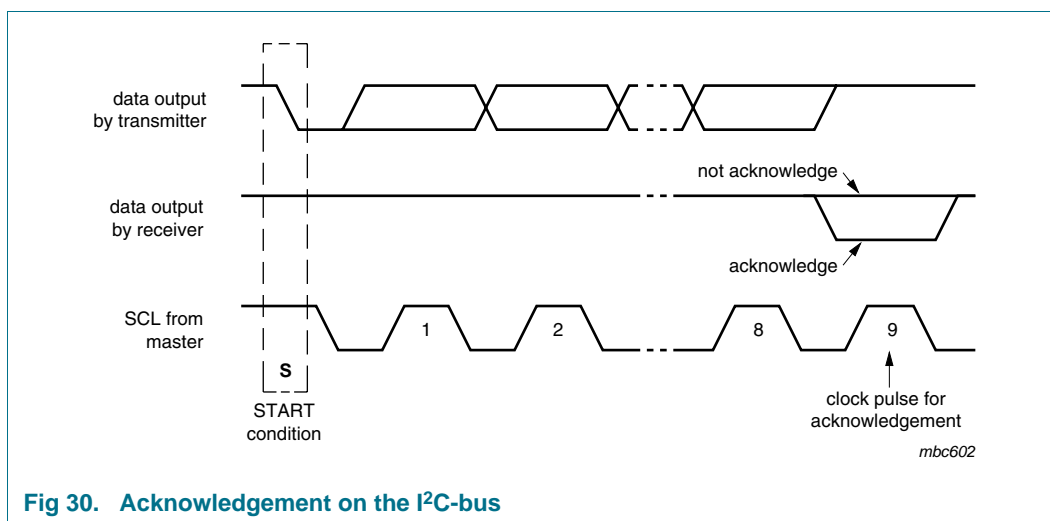 data output
by transmitter
not acknowledge
data output
by receiver
acknowledge
SCL from
master
1
2
8
9
S
START
condition
clock pulse for
acknowledgement
mbc602
Fig 30. Acknowledgement on the I²C-bus